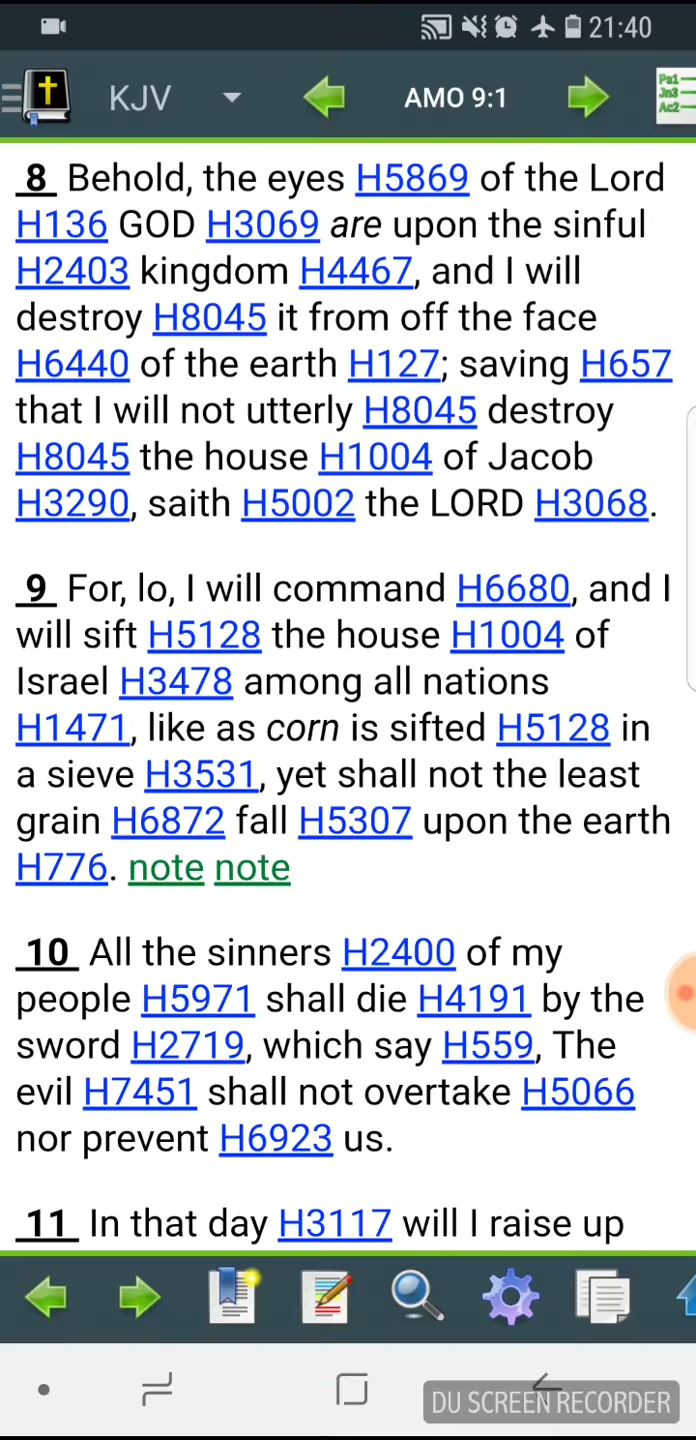 21:40
KJV
AMO 9:1
Ps1
Jn3
Ac2
8 Behold, the eyes H5869 of the Lord
H136 GOD H3069 are upon the sinful
H2403 kingdom H4467, and I will
destroy H8045 it from off the face
H6440 of the earth H127; saving H657
that I will not utterly H8045 destroy
H8045 the house H1004 of Jacob
H3290, saith H5002 the LORD H3068.
9 For, lo, I will command H6680, and I
will sift H5128 the house H1004 of
Israel H3478 among all nations
H1471, like as corn is sifted H5128 in
a sieve H3531, yet shall not the least
grain H6872 fall H5307 upon the earth
H776. note note
10 All the sinners H2400 of my
people H5971 shall die H4191 by the
sword H2719, which say H559, The
evil H7451 shall not overtake H5066
nor prevent H6923 us.
11 In that day H3117 will I raise up
DU SCREEN RECORDER